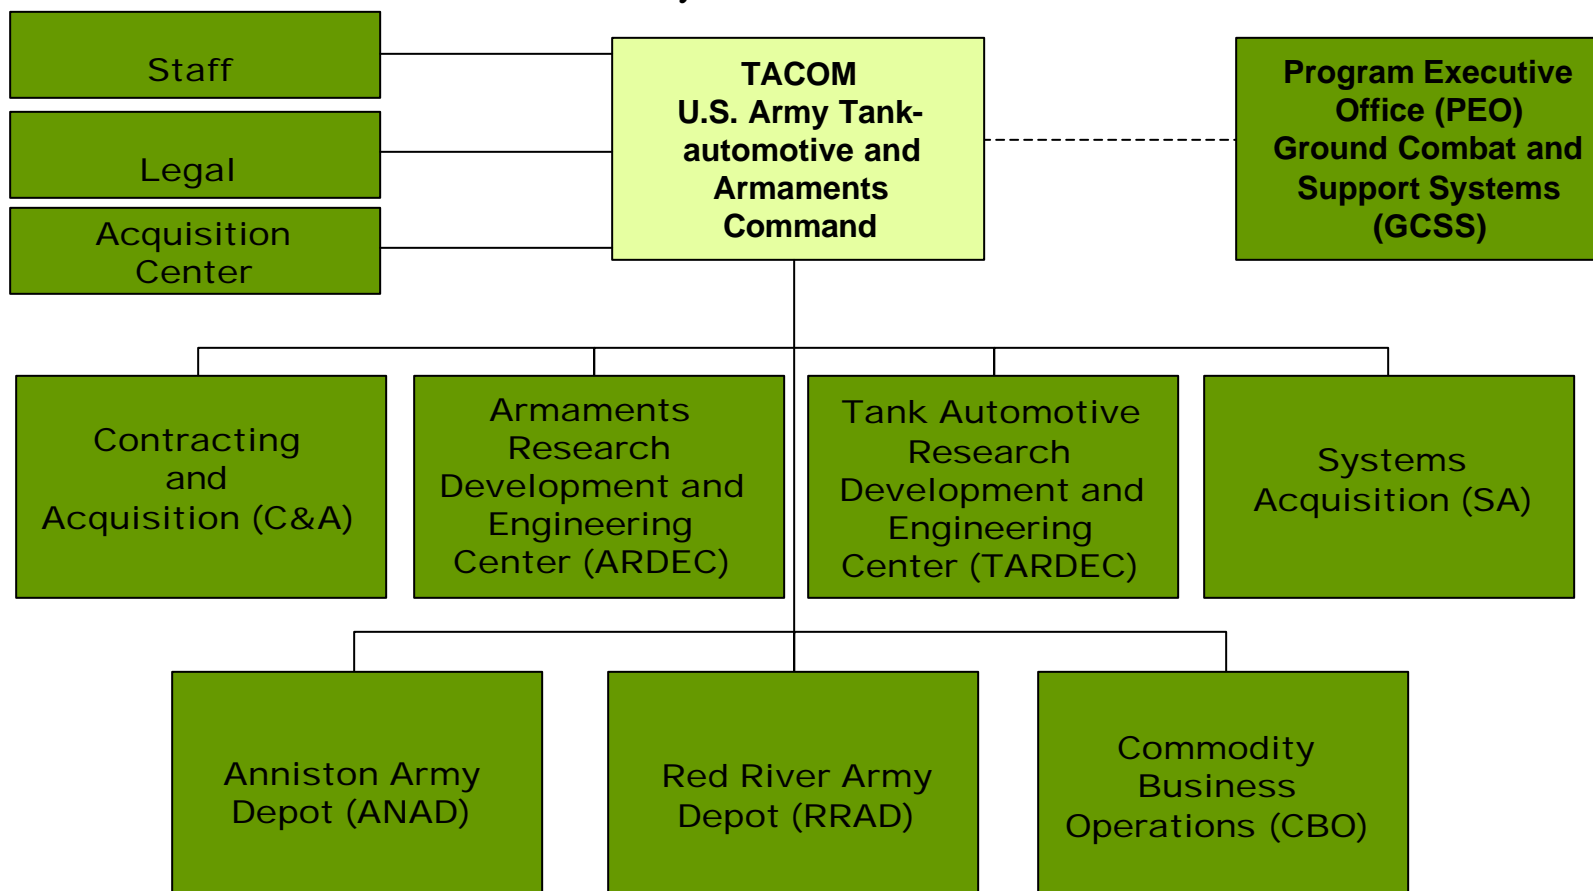 Staff
Legal
Acquisition
Center
TACOM
U.S. Army Tank-
automotive and
Armaments
Command
Program Executive
Office (PEO)
Ground Combat and
Support Systems
(GCSS)
Contracting
and
Acquisition (C&A)
Armaments
Research
Development and
Engineering
Center (ARDEC)
Tank Automotive
Research
Development and
Engineering
Center (TARDEC)
Systems
Acquisition (SA)
Anniston Army
Depot (ANAD)
Red River Army
Depot (RRAD)
Commodity
Business
Operations (CBO)